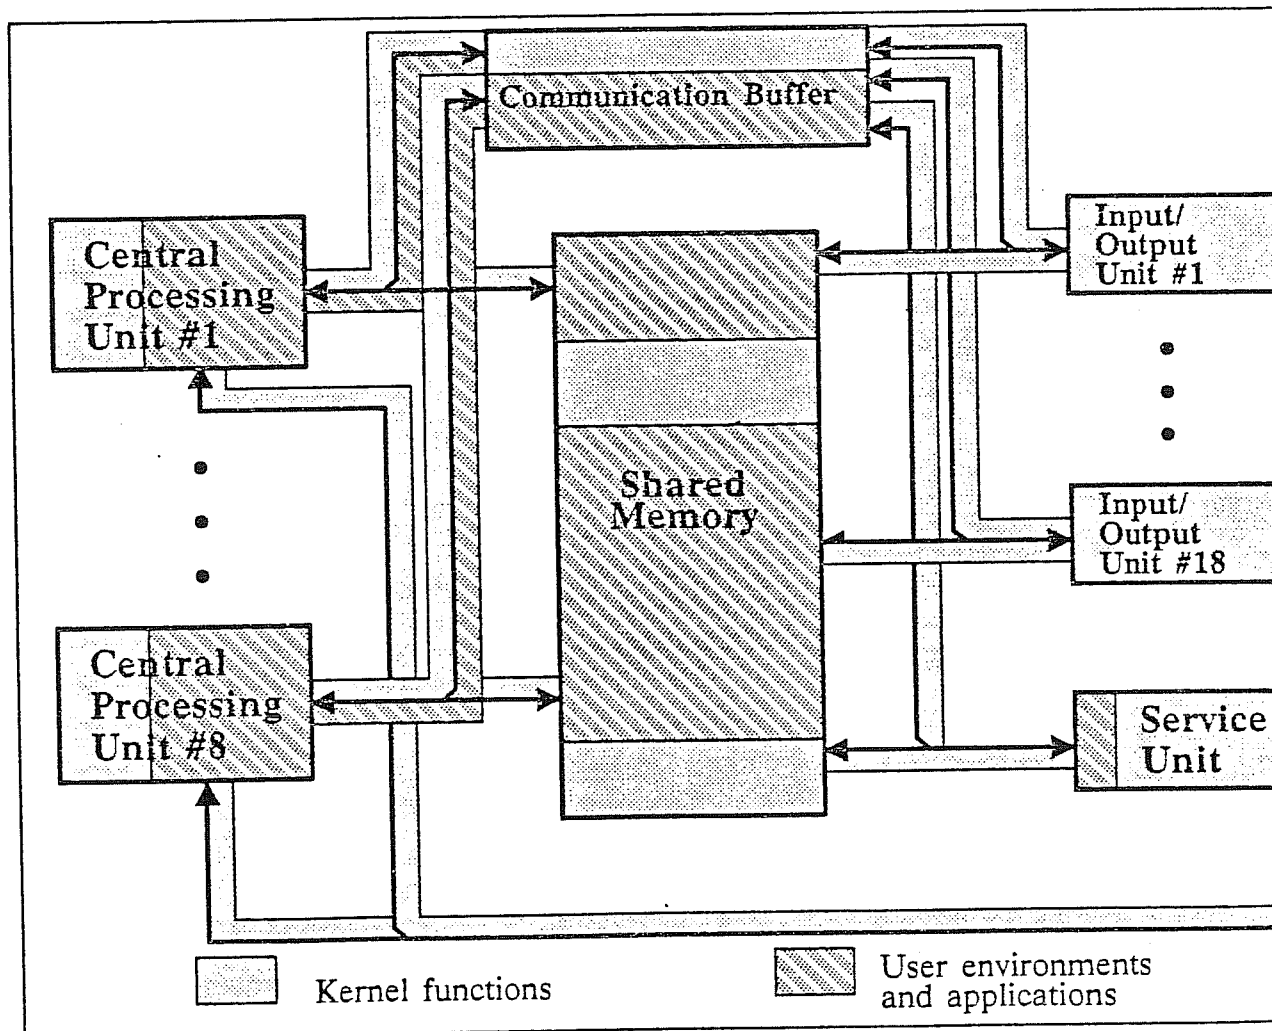 Communication Buffer
Central
Processing
Unit #1
Input/
Output
Unit #1
Shared
Memory
Input/
Output
Unit #18
Central
Processing
Unit #8
Service
Unit
Kernel functions
User environments
and applications